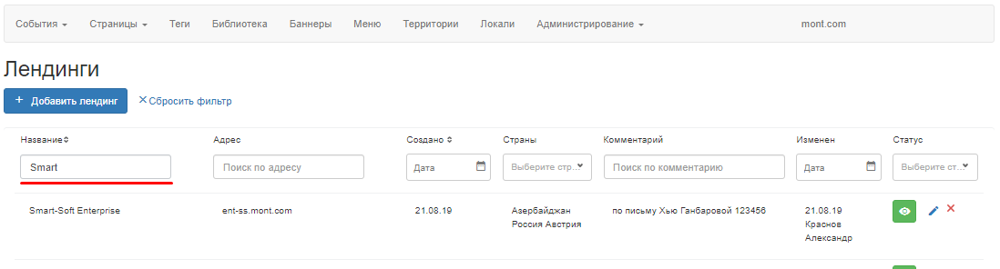 События Страницы Теги Библиотека Баннеры Меню Территории Локали Администрирование mont.com
Лендинги
+ Добавить лендинг ×Сбросить фильтр
Название Адрес Создано Страны Комментарий Изменен Статус
Smart Поиск по адресу Дата Выберите стр... Поиск по комментарию Дата Выберите ст...
Smart-Soft Enterprise ent-ss.mont.com 21.08.19 Азербайджан по письму Хью Ганбаровой 123456 21.08.19
Россия Австрия Краснов
Александр